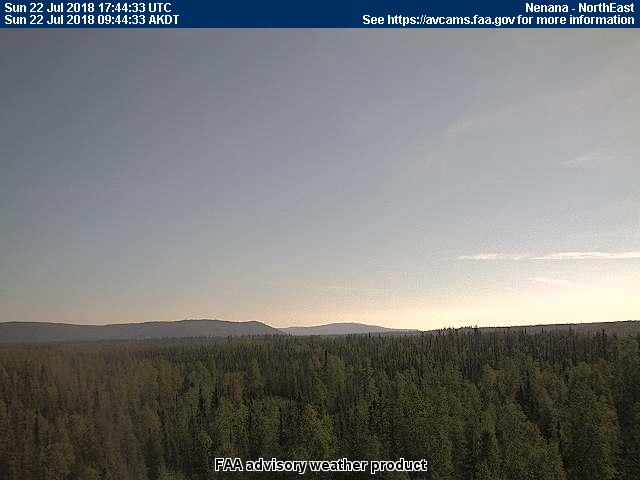 Sun 22 Jul 2018 17:44:33 UTC
Nenana - NorthEast
Sun 22 Jul 2018 09:44:33 AKDT
See https://avcams.faa.gov for more information
FAA advisory weather product